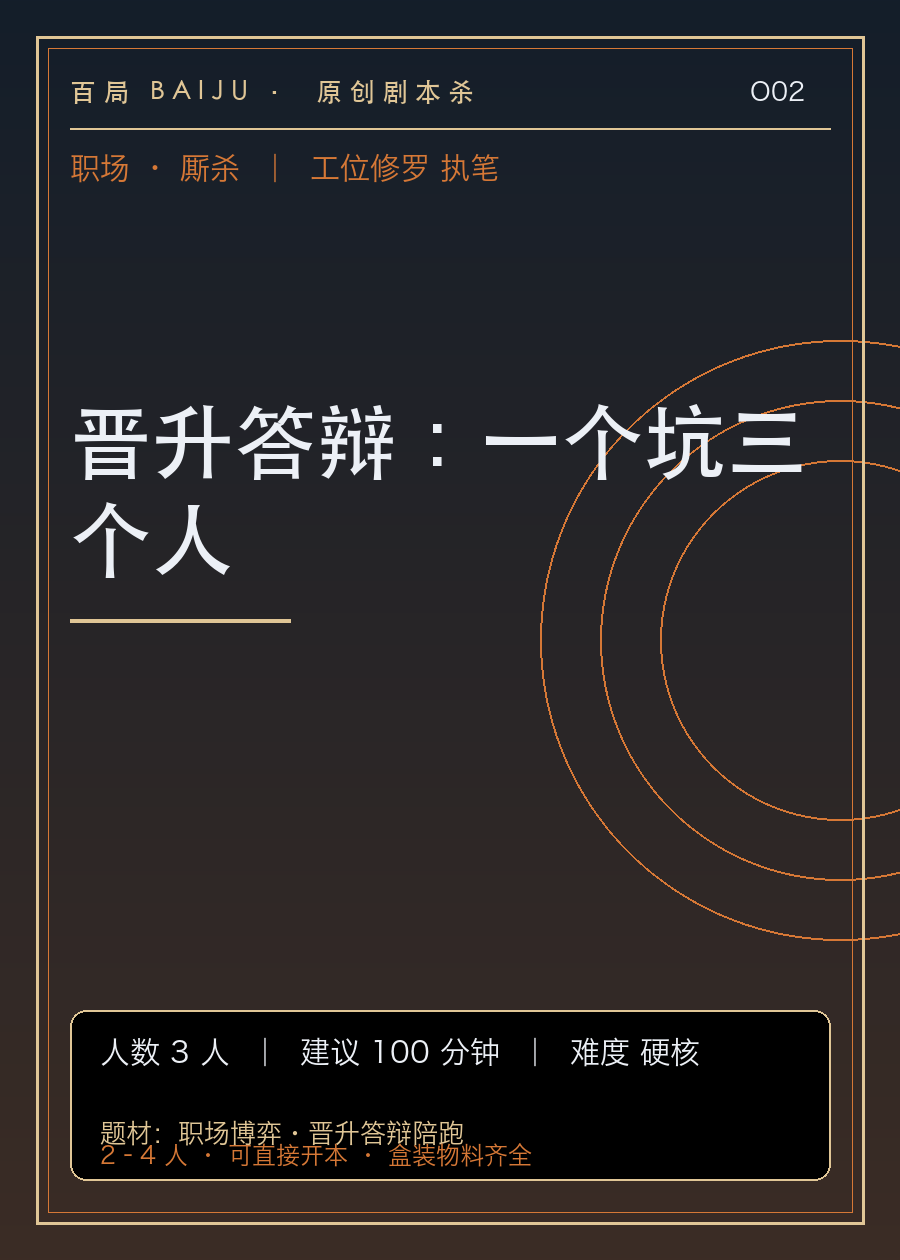 百局 BAIJU · 原创剧本杀 002
职场 · 厮杀 | 工位修罗 执笔
晋升答辩：一个坑三
个人
人数 3 人 | 建议 100 分钟 | 难度 硬核
题材: 职场博弈·晋升答辩陪跑
2-4 人 · 可直接开本 · 盒装物料齐全